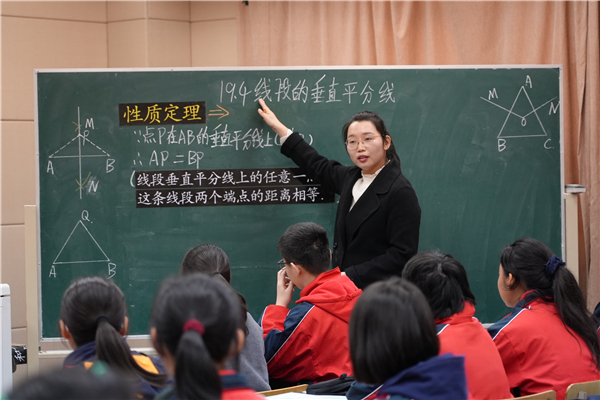 19.4 线段的垂直平分线
性质定理 ⇒
∵点P在AB的垂直平分线上
∴ AP = BP
(线段垂直平分线上的任意一
这条线段两个端点的距离相等.
M
P
A B
N
Q
A B
A
M N
O
B C